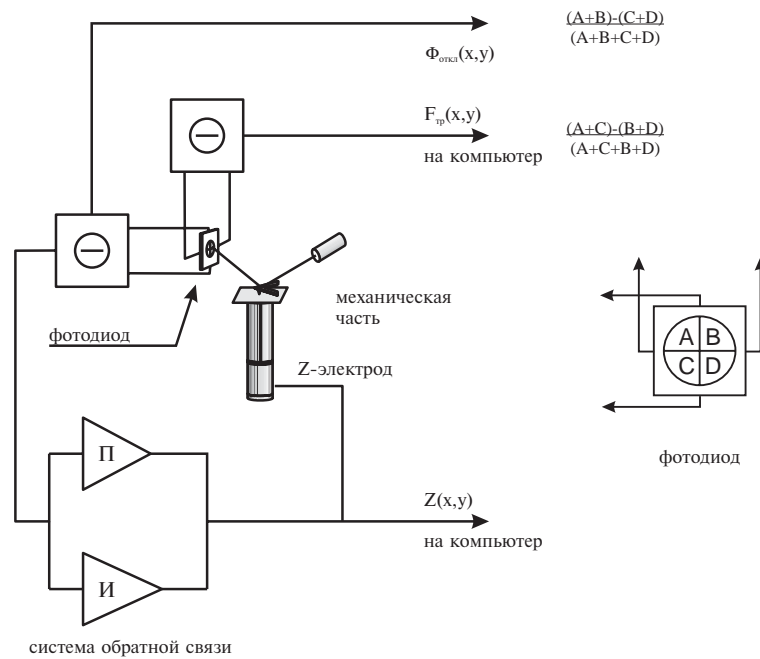 (A+B)-(C+D)
(A+B+C+D)
Φоткл(x,y)
Fтр(x,y)
(A+C)-(B+D)
(A+C+B+D)
на компьютер
механическая
часть
фотодиод
Z-электрод
A B
C D
фотодиод
П
Z(x,y)
на компьютер
И
система обратной связи